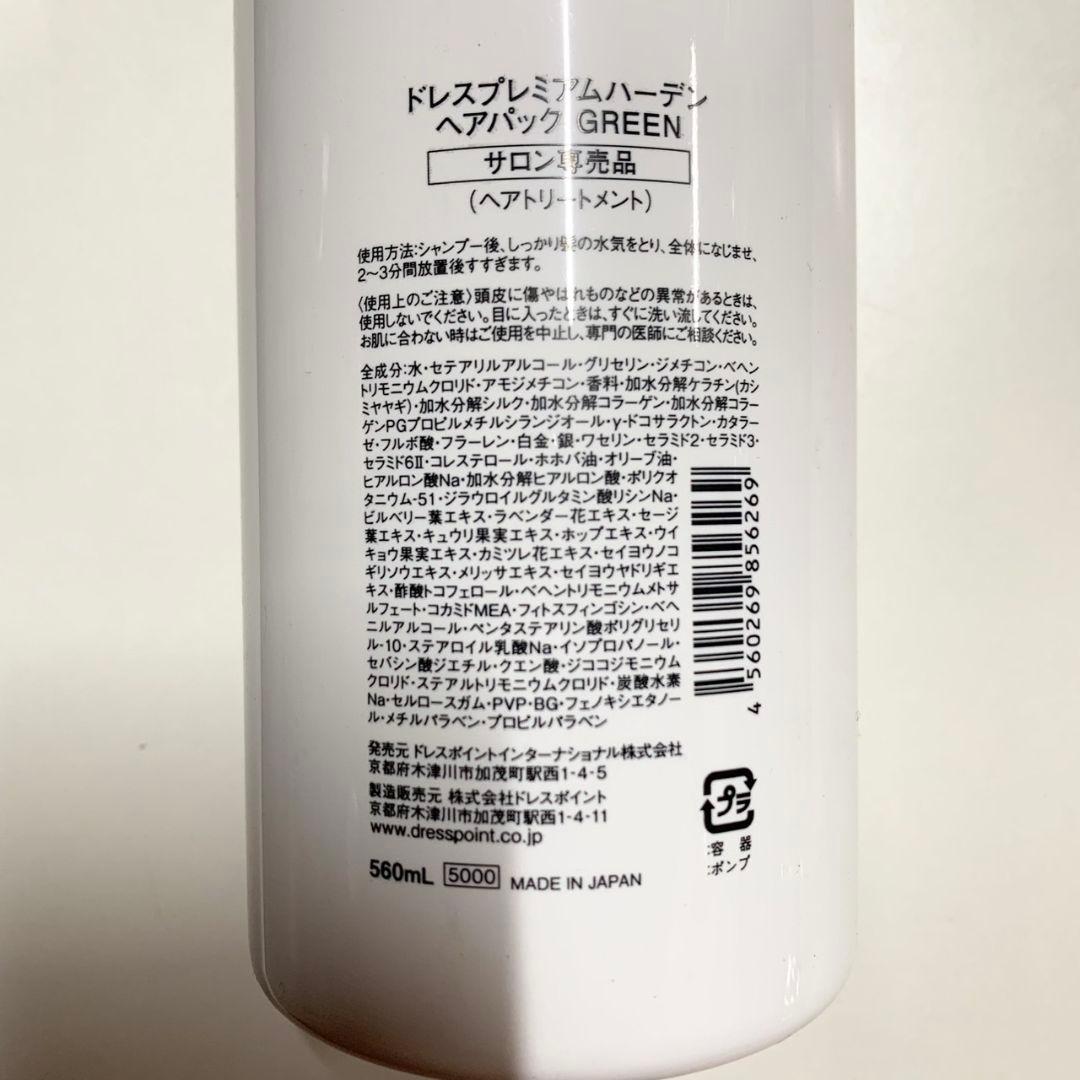 ドレスプレミアムハーデン
ヘアパック GREEN
サロン専売品
(ヘアトリートメント)
使用方法:シャンプー後、しっかり髪の水気をとり、全体になじませ、
2〜3分間放置後すすぎます。
〈使用上のご注意〉頭皮に傷やはれものなどの異常があるときは、
使用しないでください。目に入ったときは、すぐに洗い流してください。
お肌に合わない時はご使用を中止し、専門の医師にご相談ください。
全成分:水・セテアリルアルコール・グリセリン・ジメチコン・ベヘン
トリモニウムクロリド・アモジメチコン・香料・加水分解ケラチン(カシ
ミヤヤギ)・加水分解シルク・加水分解コラーゲン・加水分解コラー
ゲンPGプロピルメチルシランジオール・γ-ドコサラクトン・カタラー
ゼ・フルボ酸・フラーレン・白金・銀・ワセリン・セラミド2・セラミド3・
セラミド6Ⅱ・コレステロール・ホホバ油・オリーブ油・
ヒアルロン酸Na・加水分解ヒアルロン酸・ポリクオ
タニウム-51・ジラウロイルグルタミン酸リシンNa・
ビルベリー葉エキス・ラベンダー花エキス・セージ
葉エキス・キュウリ果実エキス・ホップエキス・ウイ
キョウ果実エキス・カミツレ花エキス・セイヨウノコ
ギリソウエキス・メリッサエキス・セイヨウヤドリギエ
キス・酢酸トコフェロール・ベヘントリモニウムメトサ
ルフェート・コカミドMEA・フィトスフィンゴシン・ベヘ
ニルアルコール・ペンタステアリン酸ポリグリセリ
ル-10・ステアロイル乳酸Na・イソプロパノール・
セバシン酸ジエチル・クエン酸・ジココジモニウム
クロリド・ステアルトリモニウムクロリド・炭酸水素
Na・セルロースガム・PVP・BG・フェノキシエタノー
ル・メチルパラベン・プロピルパラベン
4 560269 856269
発売元 ドレスポイントインターナショナル株式会社
京都府木津川市加茂町駅西1-4-5
製造販売元 株式会社ドレスポイント
京都府木津川市加茂町駅西1-4-11
www.dresspoint.co.jp
プラ
:容 器
:ポンプ
560mL 5000 MADE IN JAPAN